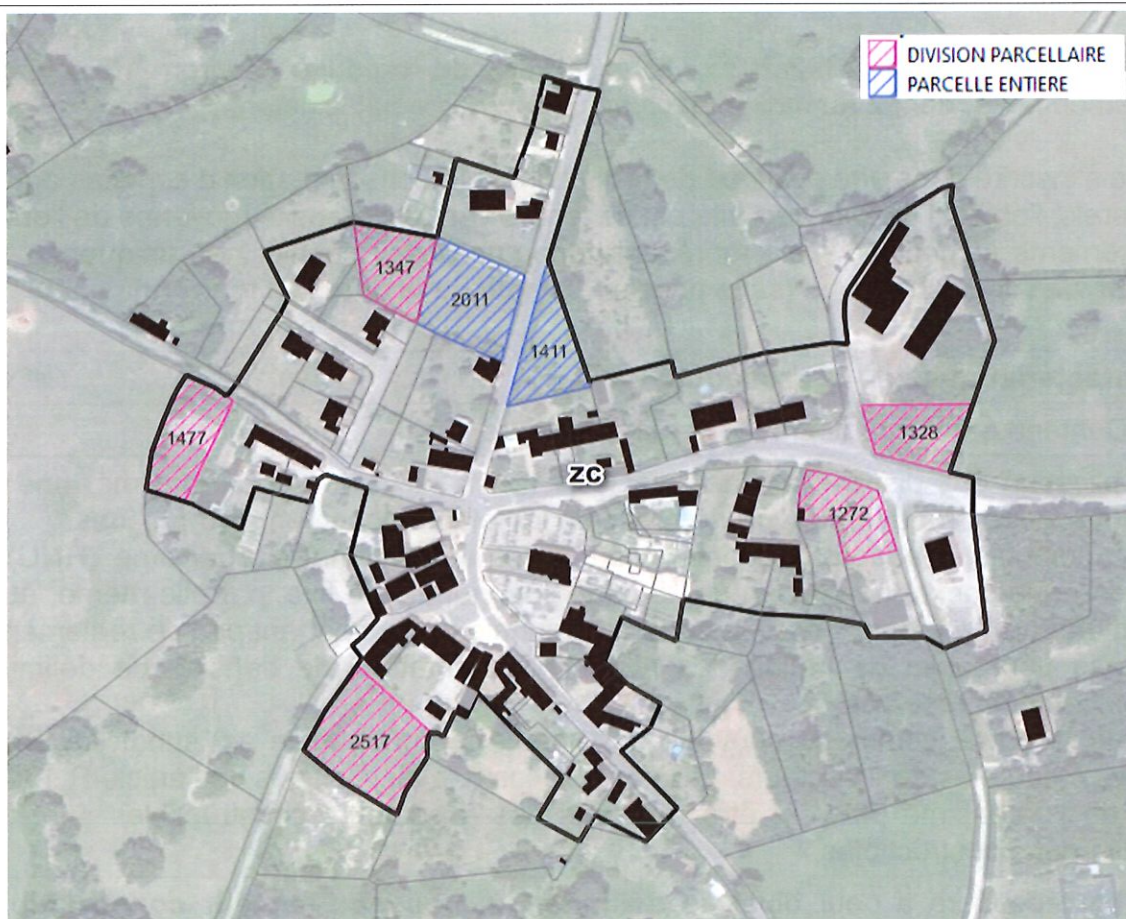 DIVISION PARCELLAIRE
PARCELLE ENTIERE
1347
2011
1411
1477
1328
ZC
1272
2517